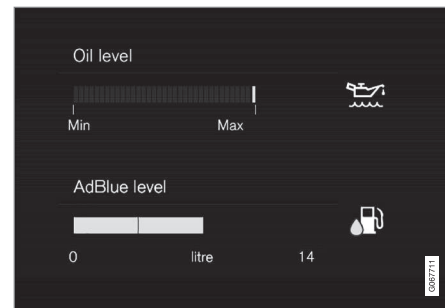 Oil level
Min Max
AdBlue level
0 litre 14
G067711